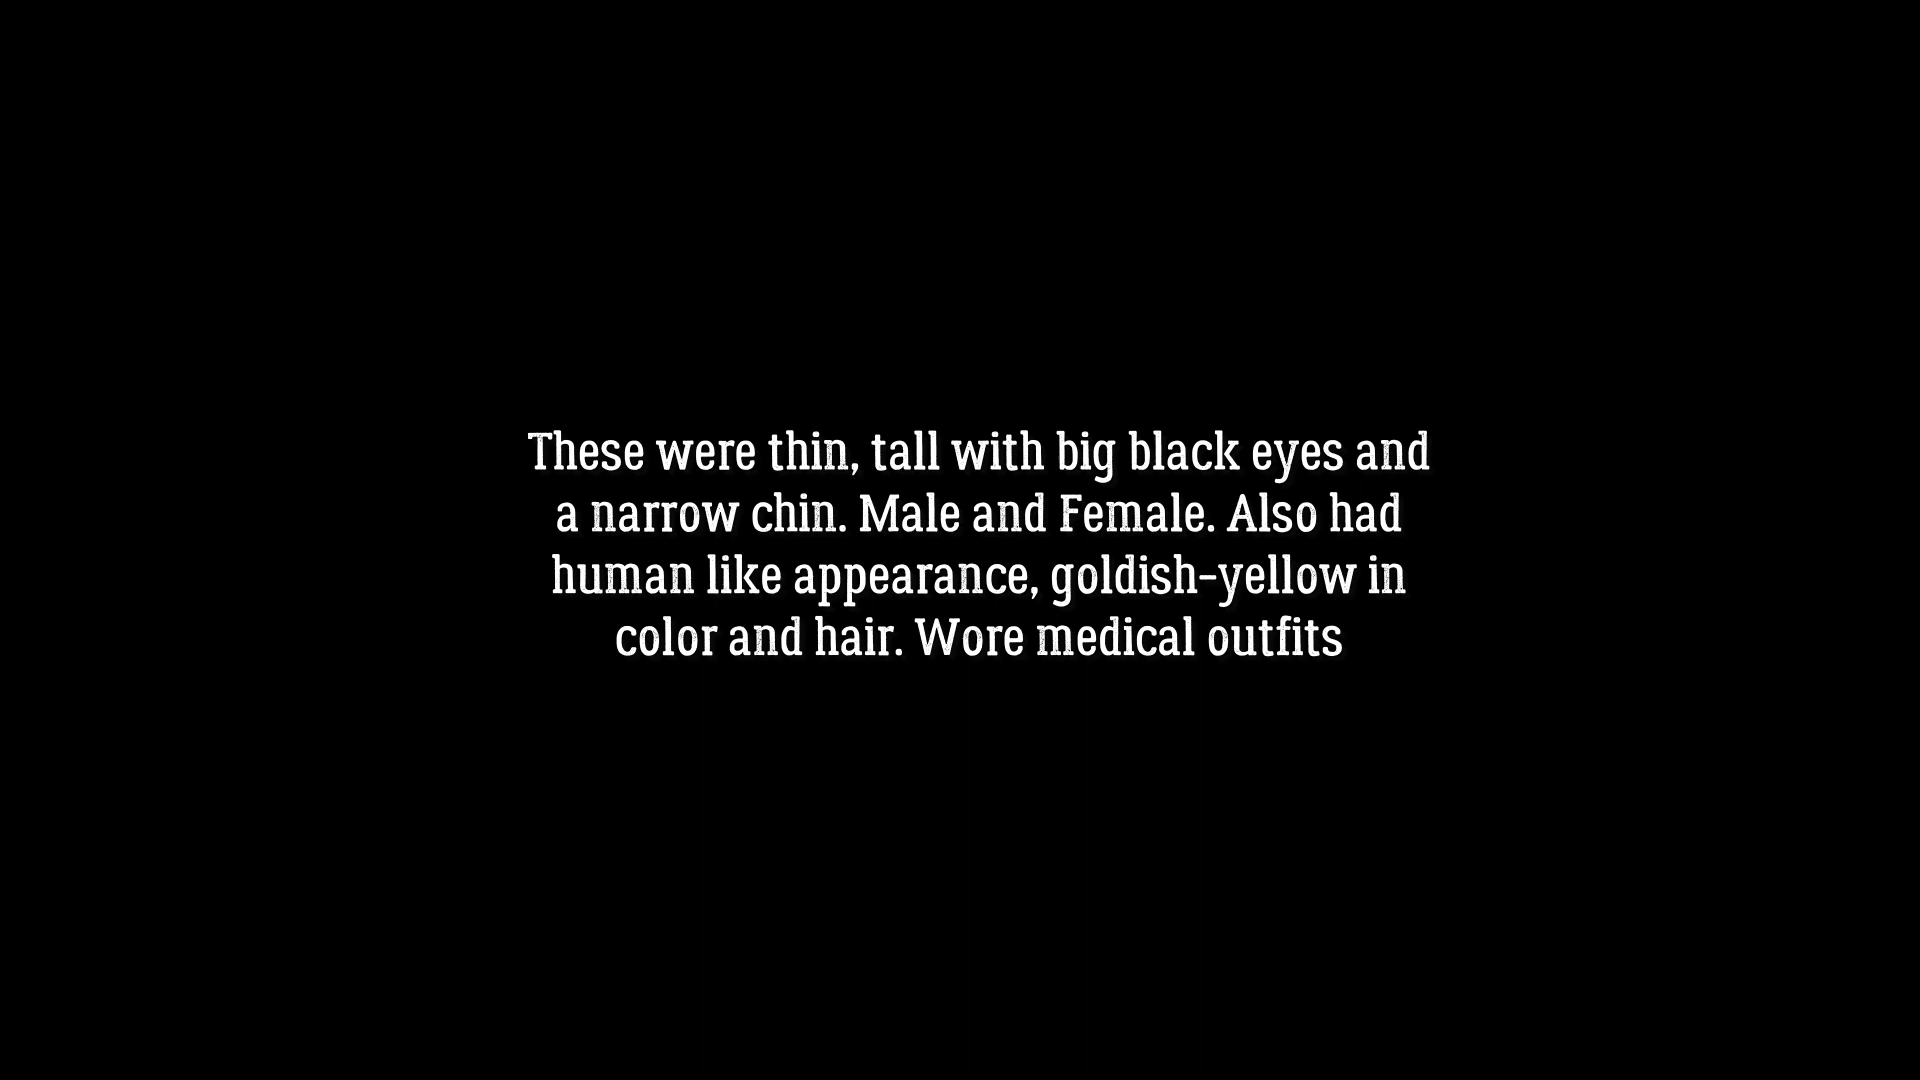 These were thin, tall with big black eyes and
a narrow chin. Male and Female. Also had
human like appearance, goldish-yellow in
color and hair. Wore medical outfits